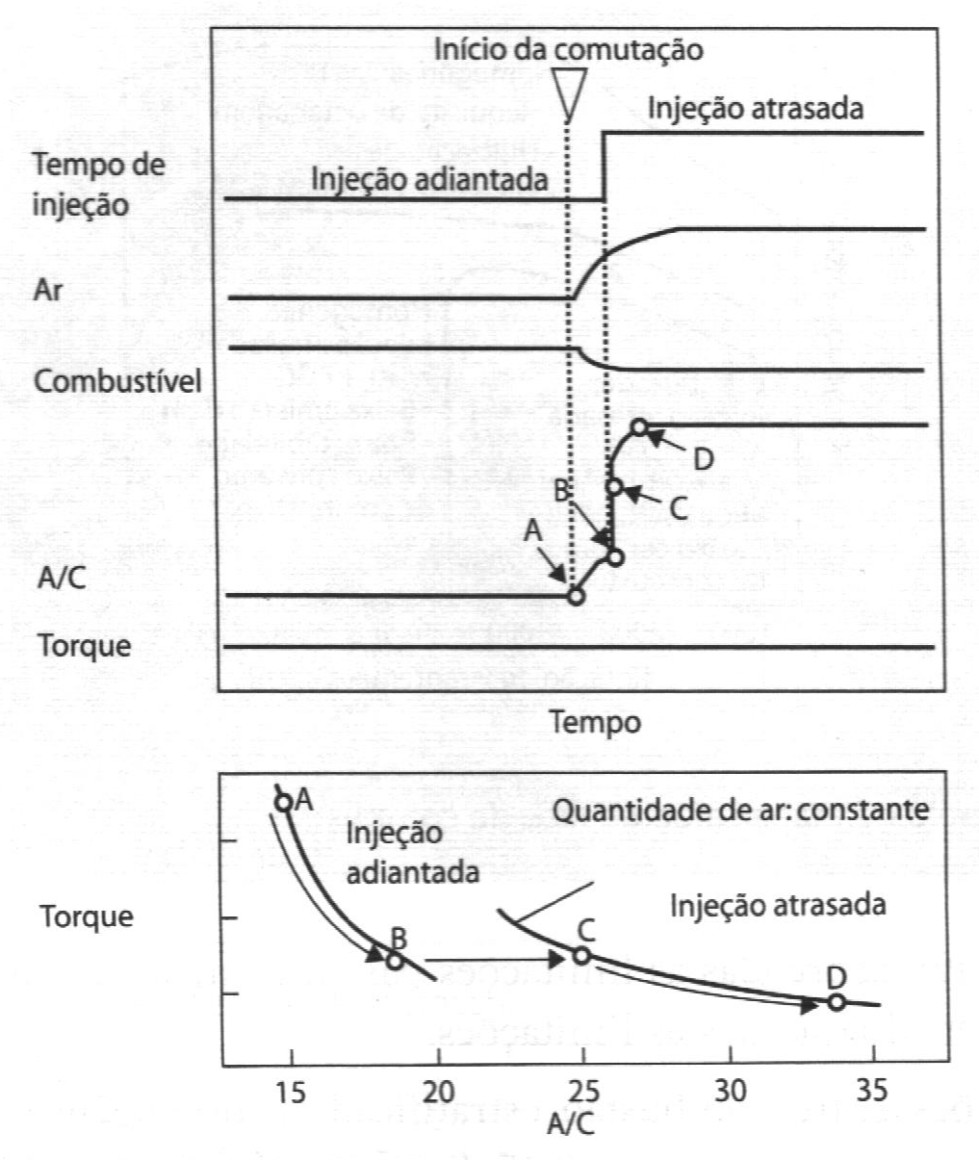 Início da comutação
Injeção atrasada
Tempo de
injeção
Injeção adiantada
Ar
Combustível
D
B
C
A
A/C
Torque
Tempo
A
Quantidade de ar: constante
Injeção
adiantada
Injeção atrasada
Torque
B
C
D
15
20
25
30
35
A/C